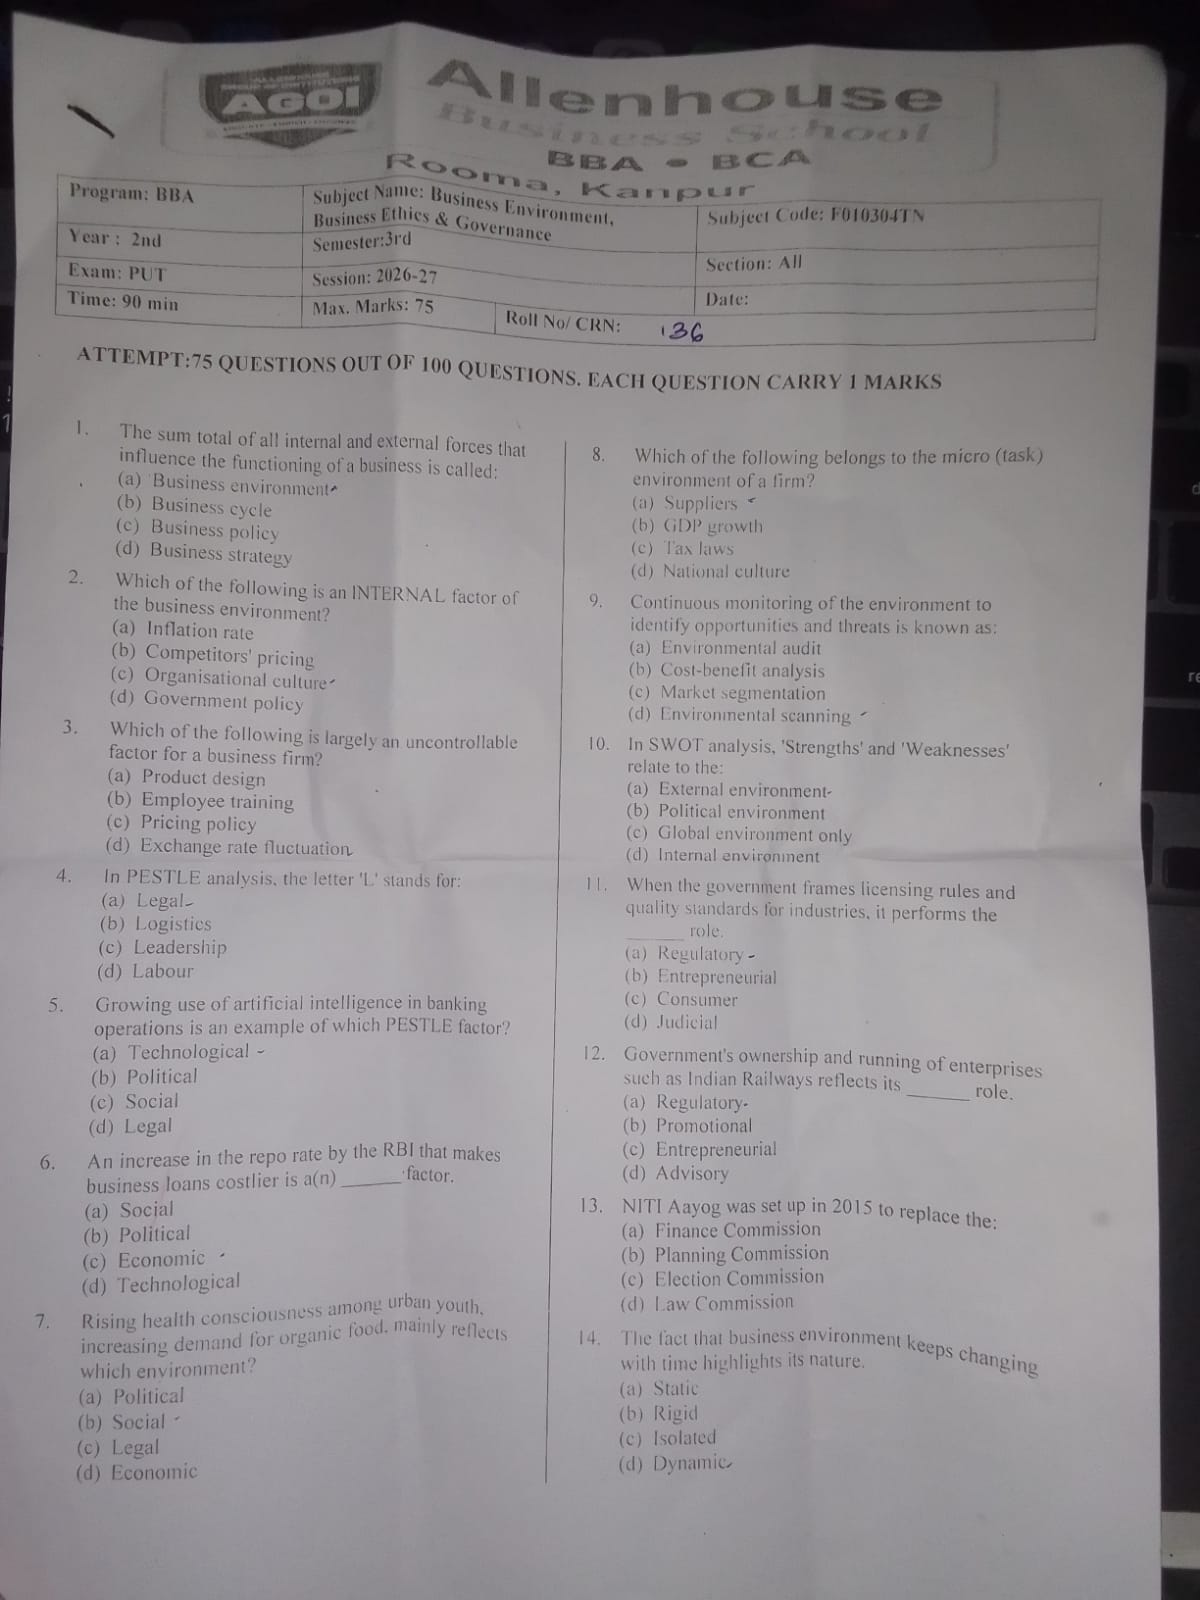 AGOI
Allenhouse
Business School
BBA • BCA
Rooma, Kanpur
Program: BBA
Subject Name: Business Environment,
Business Ethics & Governance
Subject Code: F010304TN
Year : 2nd
Semester:3rd
Section: All
Exam: PUT
Session: 2026-27
Date:
Time: 90 min
Max. Marks: 75
Roll No/ CRN: 136
ATTEMPT:75 QUESTIONS OUT OF 100 QUESTIONS. EACH QUESTION CARRY 1 MARKS
1. The sum total of all internal and external forces that
influence the functioning of a business is called:
(a) Business environment
(b) Business cycle
(c) Business policy
(d) Business strategy
2. Which of the following is an INTERNAL factor of
the business environment?
(a) Inflation rate
(b) Competitors' pricing
(c) Organisational culture
(d) Government policy
3. Which of the following is largely an uncontrollable
factor for a business firm?
(a) Product design
(b) Employee training
(c) Pricing policy
(d) Exchange rate fluctuation
4. In PESTLE analysis, the letter 'L' stands for:
(a) Legal
(b) Logistics
(c) Leadership
(d) Labour
5. Growing use of artificial intelligence in banking
operations is an example of which PESTLE factor?
(a) Technological
(b) Political
(c) Social
(d) Legal
6. An increase in the repo rate by the RBI that makes
business loans costlier is a(n) ______ factor.
(a) Social
(b) Political
(c) Economic
(d) Technological
7. Rising health consciousness among urban youth,
increasing demand for organic food, mainly reflects
which environment?
(a) Political
(b) Social
(c) Legal
(d) Economic
8. Which of the following belongs to the micro (task)
environment of a firm?
(a) Suppliers
(b) GDP growth
(c) Tax laws
(d) National culture
9. Continuous monitoring of the environment to
identify opportunities and threats is known as:
(a) Environmental audit
(b) Cost-benefit analysis
(c) Market segmentation
(d) Environmental scanning
10. In SWOT analysis, 'Strengths' and 'Weaknesses'
relate to the:
(a) External environment
(b) Political environment
(c) Global environment only
(d) Internal environment
11. When the government frames licensing rules and
quality standards for industries, it performs the
______ role.
(a) Regulatory
(b) Entrepreneurial
(c) Consumer
(d) Judicial
12. Government's ownership and running of enterprises
such as Indian Railways reflects its ______ role.
(a) Regulatory
(b) Promotional
(c) Entrepreneurial
(d) Advisory
13. NITI Aayog was set up in 2015 to replace the:
(a) Finance Commission
(b) Planning Commission
(c) Election Commission
(d) Law Commission
14. The fact that business environment keeps changing
with time highlights its nature.
(a) Static
(b) Rigid
(c) Isolated
(d) Dynamic